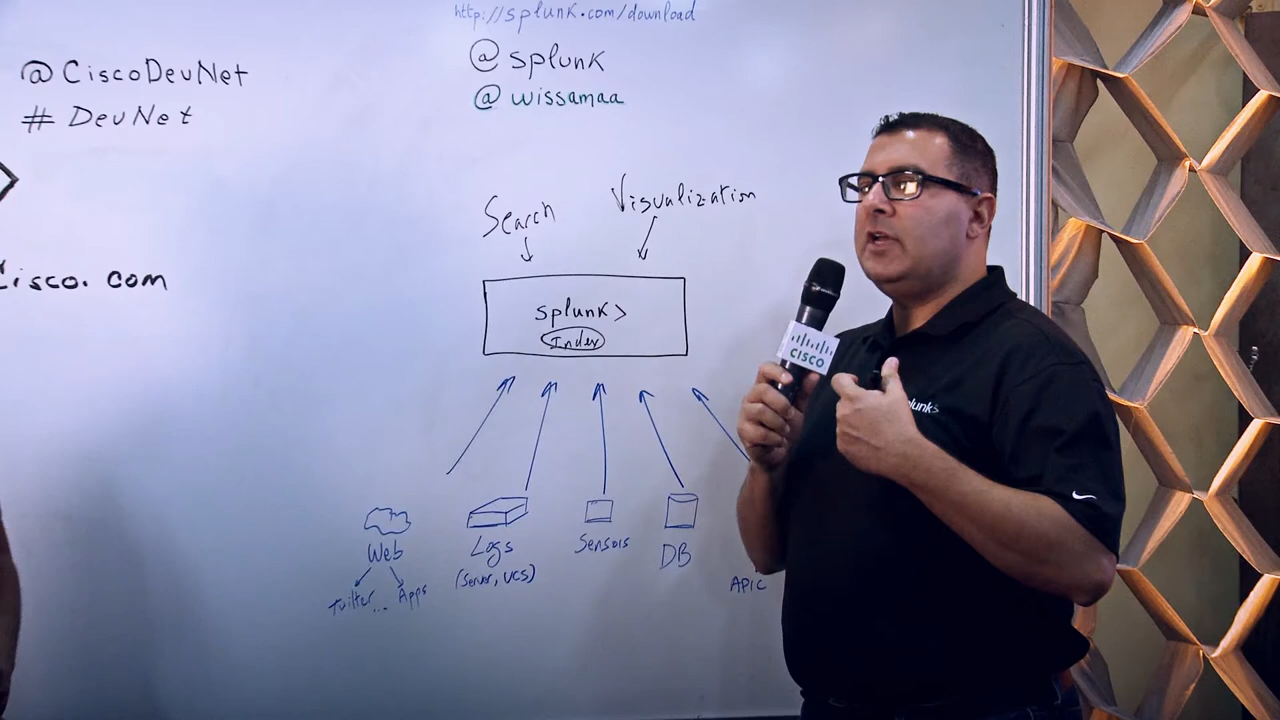 http://splunk.com/download
@CiscoDevNet
# DevNet
@splunk
@wissamaa
Cisco.com
Search
Visualization
splunk>
Index
CISCO
Web
Logs
(Server, UCS)
Sensors
DB
APIC
Twitter... Apps